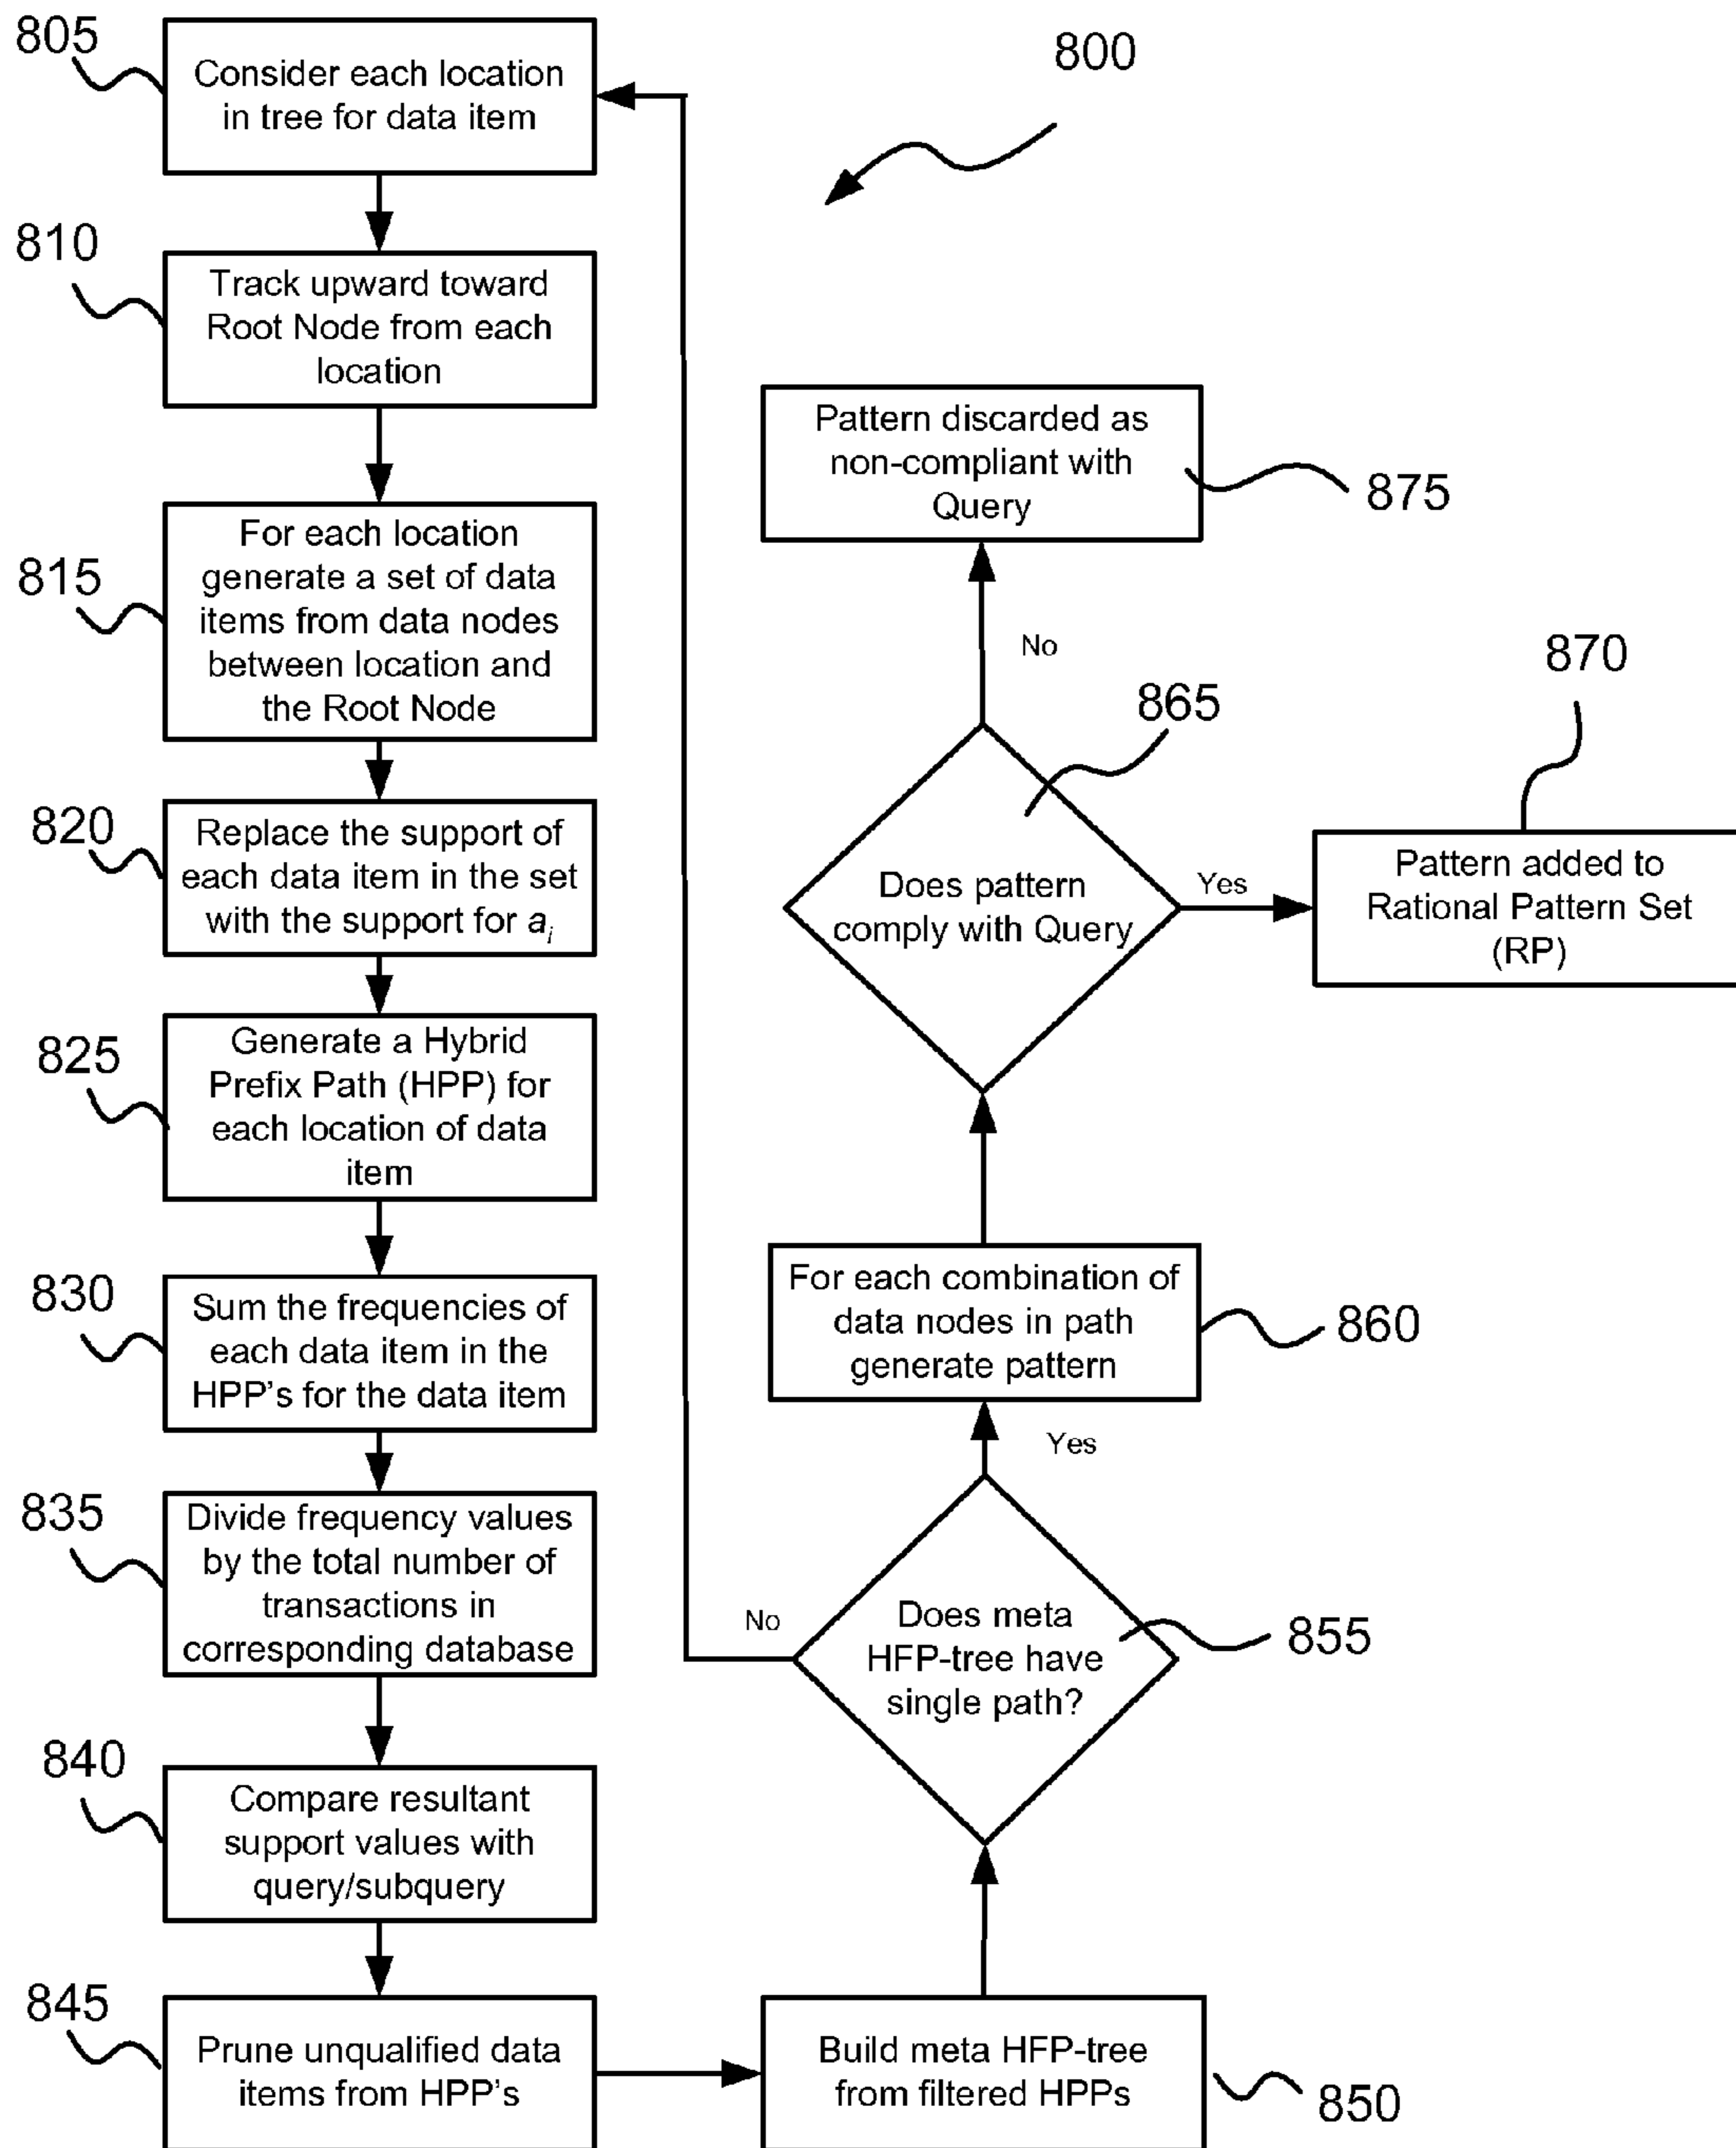 805
Consider each location
in tree for data item
800
810
Track upward toward
Root Node from each
location
815
For each location
generate a set of data
items from data nodes
between location and
the Root Node
820
Replace the support of
each data item in the set
with the support for ai
825
Generate a Hybrid
Prefix Path (HPP) for
each location of data
item
830
Sum the frequencies of
each data item in the
HPP's for the data item
835
Divide frequency values
by the total number of
transactions in
corresponding database
840
Compare resultant
support values with
query/subquery
845
Prune unqualified data
items from HPP's
Build meta HFP-tree
from filtered HPPs
850
Does meta
HFP-tree have
single path?
855
No
Yes
For each combination of
data nodes in path
generate pattern
860
Does pattern
comply with Query
865
Yes
Pattern added to
Rational Pattern Set
(RP)
870
No
Pattern discarded as
non-compliant with
Query
875